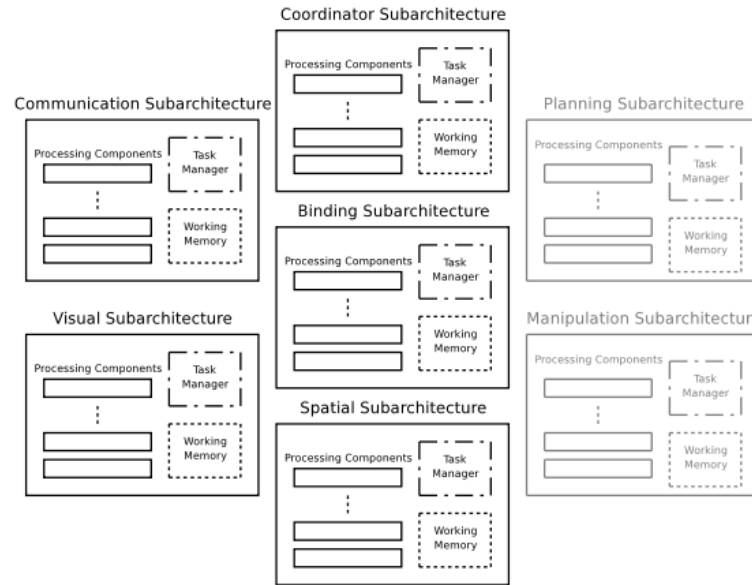 Coordinator Subarchitecture
Processing Components
Task
Manager
Working
Memory
Communication Subarchitecture
Processing Components
Task
Manager
Working
Memory
Planning Subarchitecture
Processing Components
Task
Manager
Working
Memory
Binding Subarchitecture
Processing Components
Task
Manager
Working
Memory
Visual Subarchitecture
Processing Components
Task
Manager
Working
Memory
Manipulation Subarchitecture
Processing Components
Task
Manager
Working
Memory
Spatial Subarchitecture
Processing Components
Task
Manager
Working
Memory